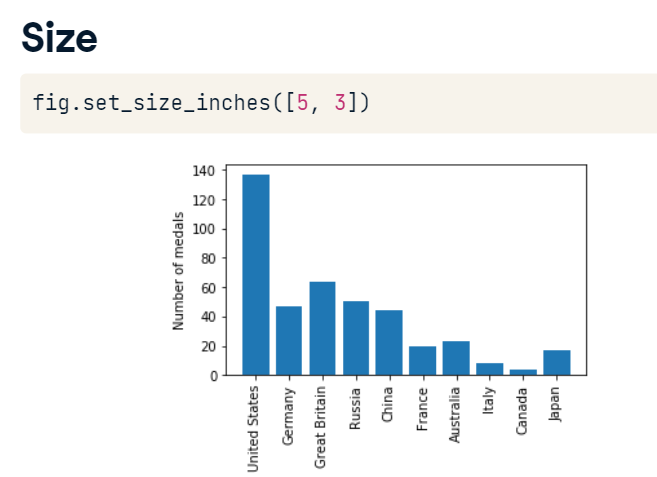 Size
fig.set_size_inches([5, 3])
Number of medals
140
120
100
80
60
40
20
0
United States
Germany
Great Britain
Russia
China
France
Australia
Italy
Canada
Japan